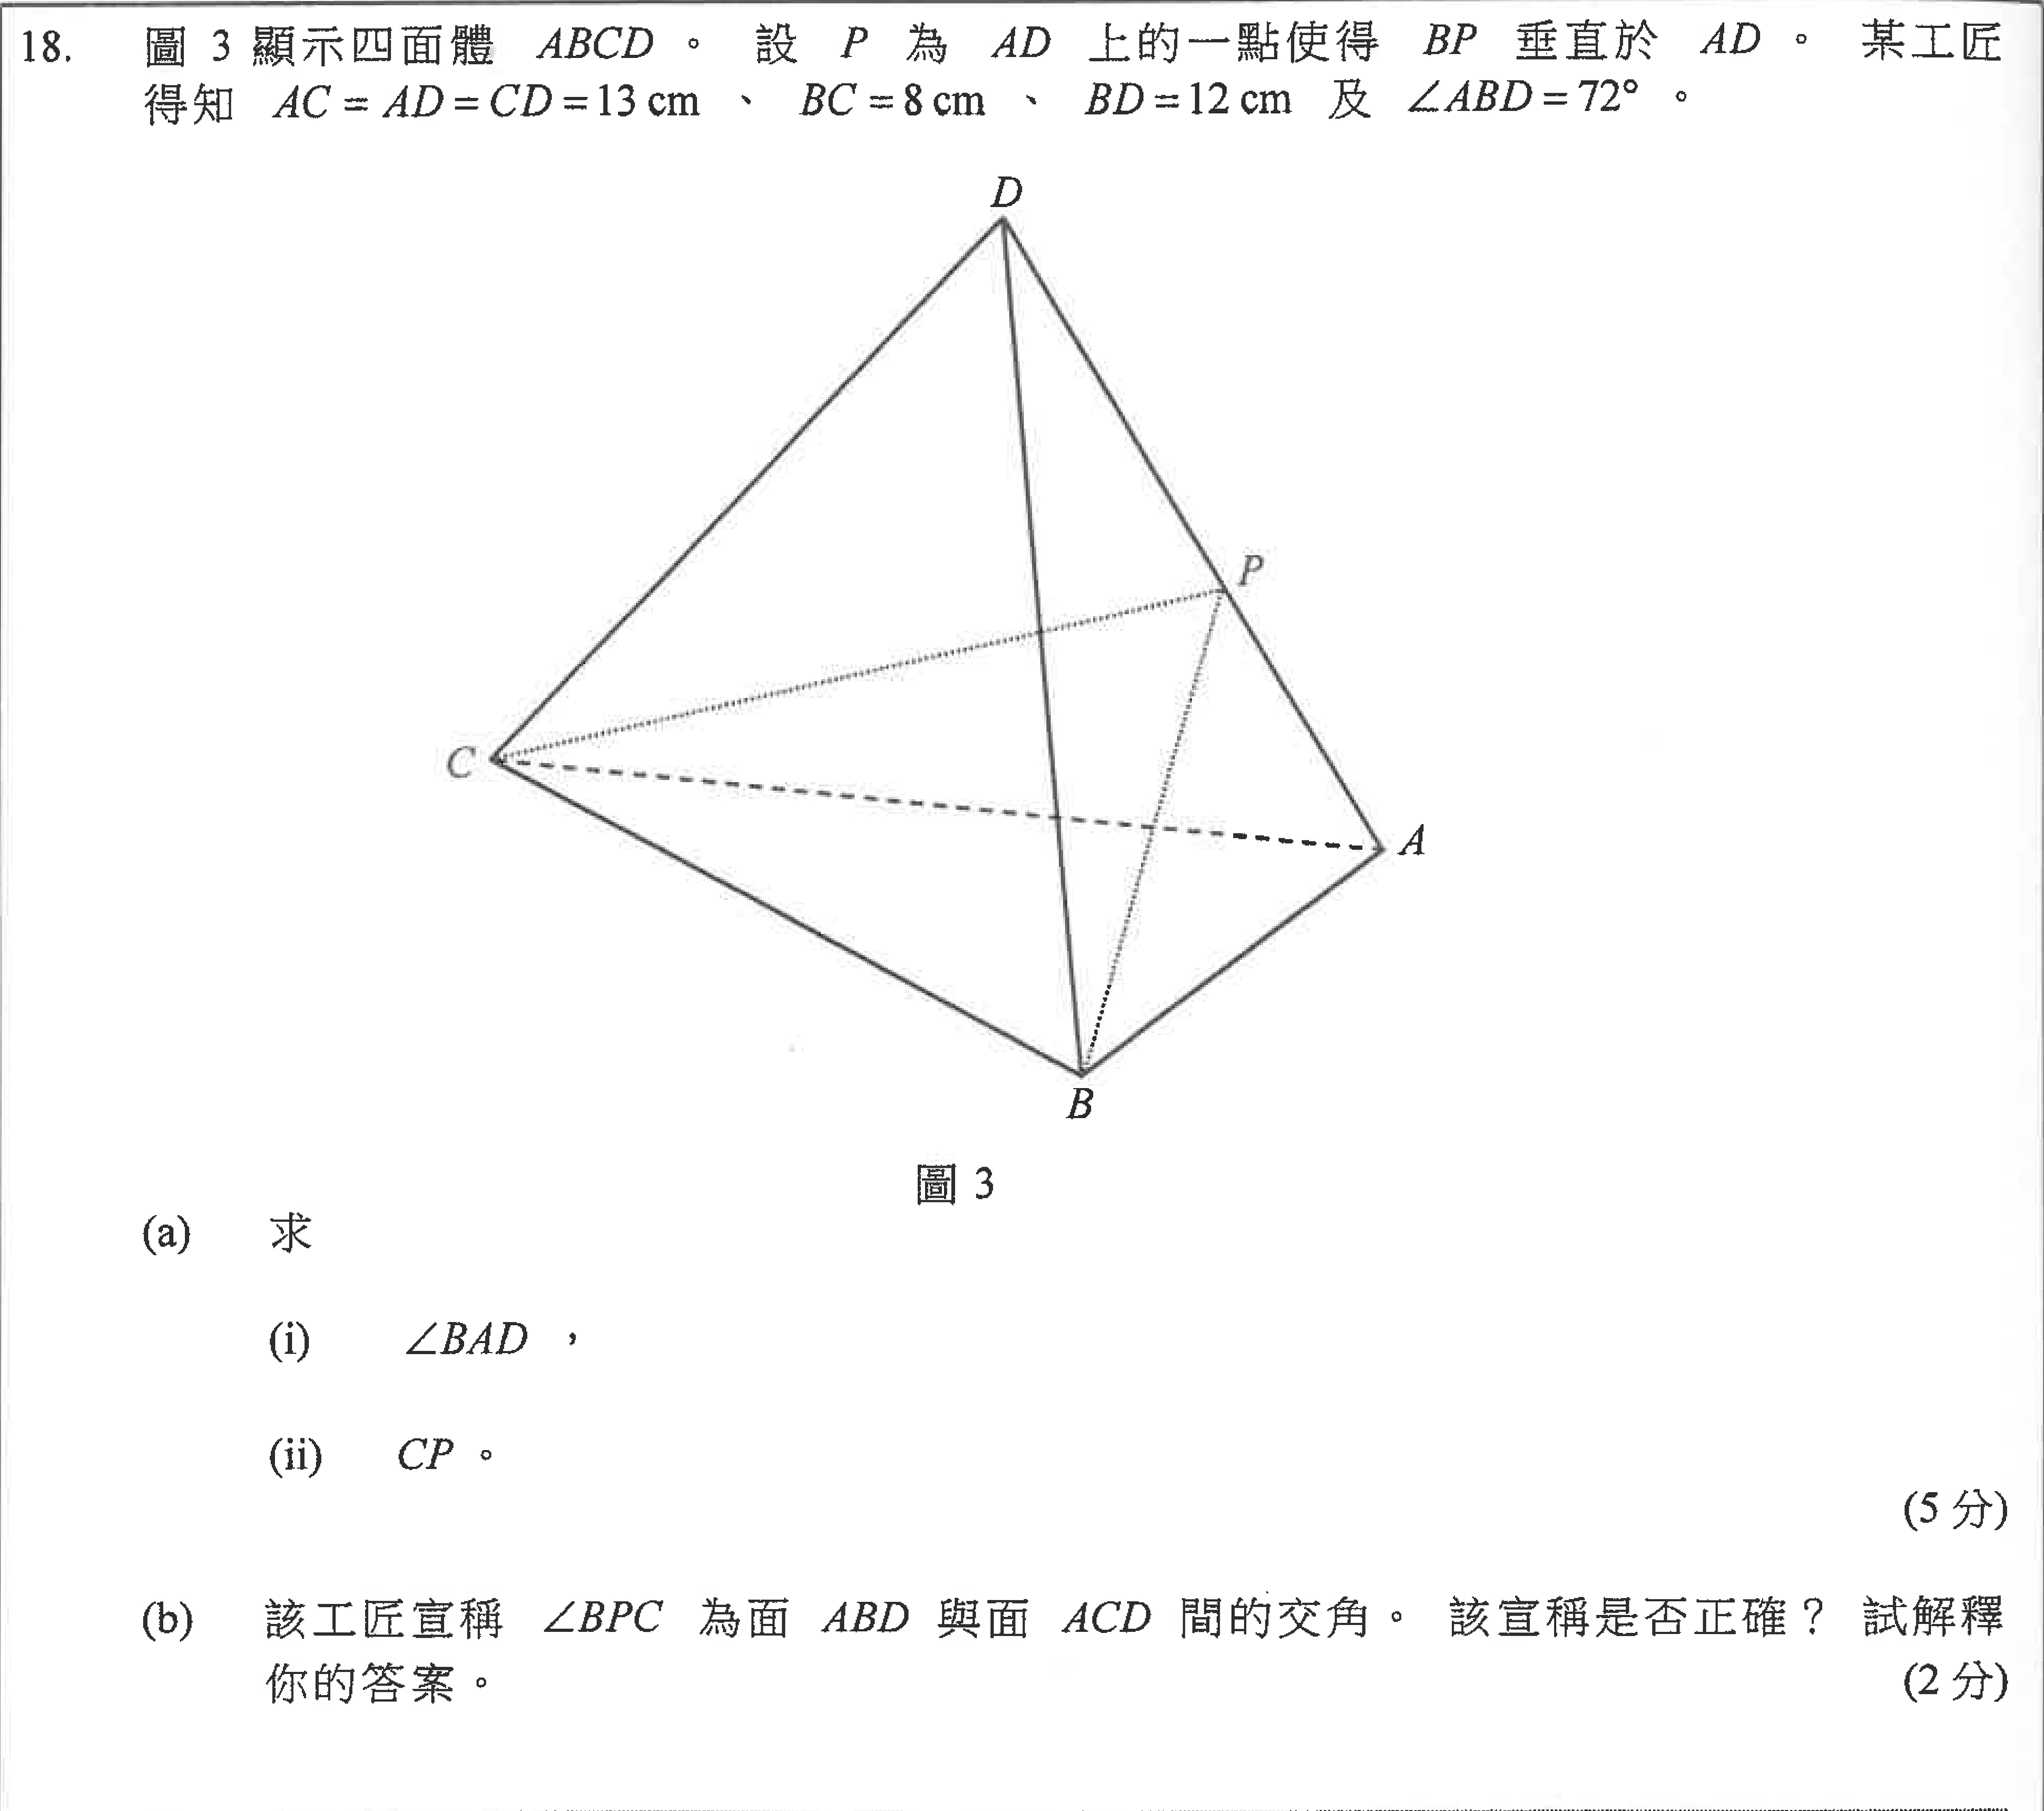 18. 圖 3 顯示四面體 ABCD 。 設 P 為 AD 上的一點使得 BP 垂直於 AD 。 某工匠
得知 AC = AD = CD = 13 cm 、 BC = 8 cm 、 BD = 12 cm 及 ∠ABD = 72° 。
D
P
C
A
B
圖 3
(a) 求
(i) ∠BAD ，
(ii) CP 。
(5 分)
(b) 該工匠宣稱 ∠BPC 為面 ABD 與面 ACD 間的交角。 該宣稱是否正確？ 試解釋
你的答案。 (2 分)